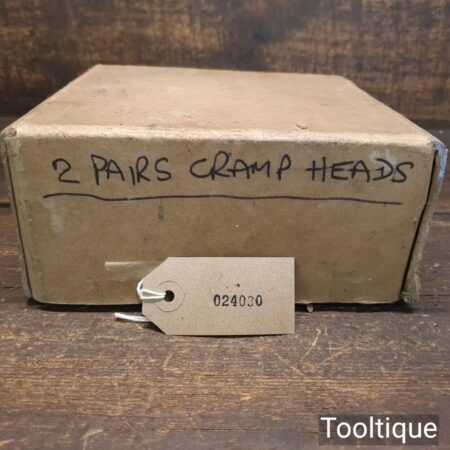 2 PAIRS CRAMP HEADS
024030
Tooltique